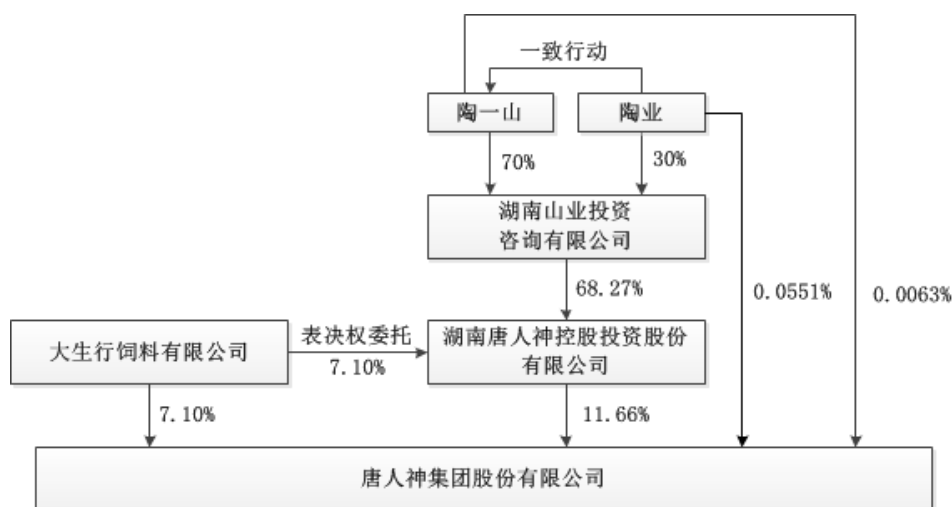 一致行动
陶一山
陶业
70%
30%
湖南山业投资
咨询有限公司
68.27%
0.0551%
0.0063%
大生行饲料有限公司
表决权委托
7.10%
湖南唐人神控股投资股份
有限公司
7.10%
11.66%
唐人神集团股份有限公司